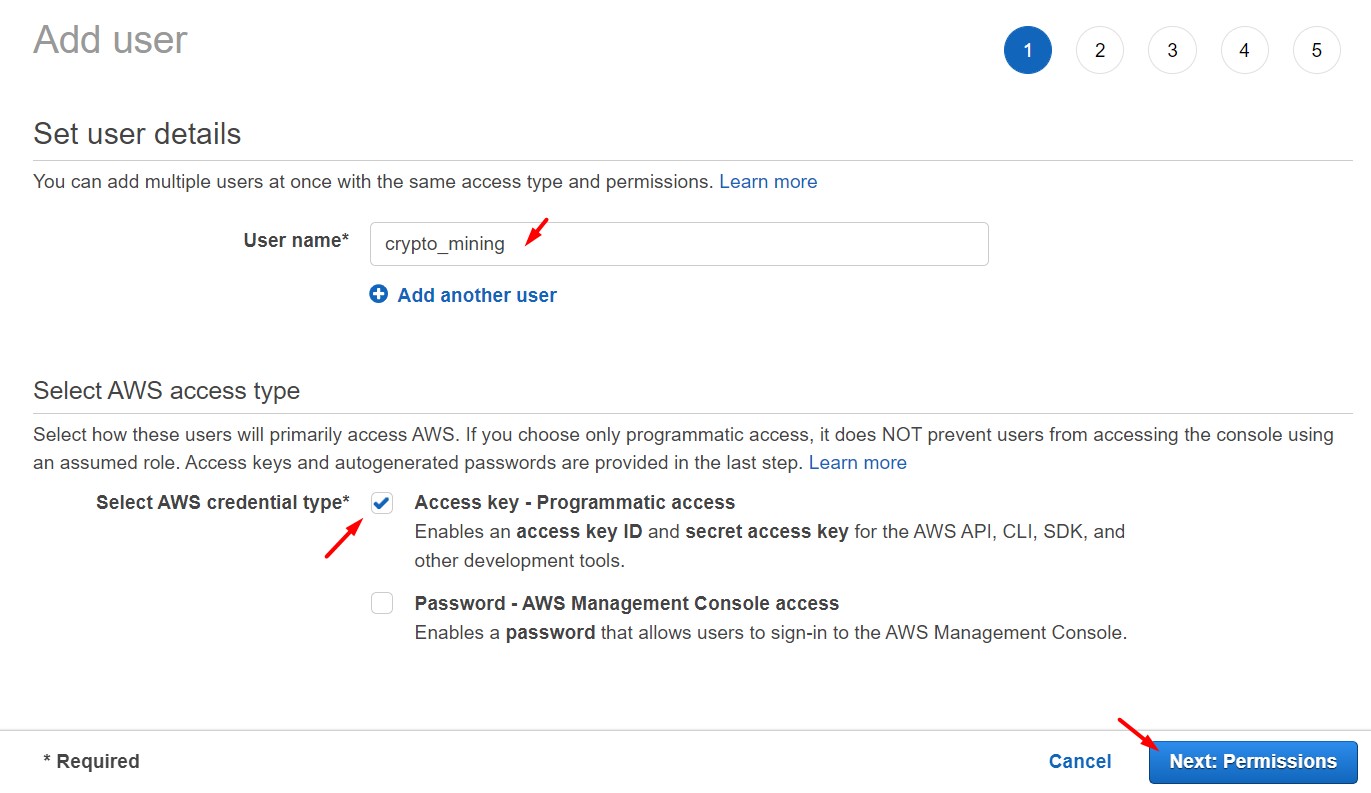 Add user
1 2 3 4 5
Set user details
You can add multiple users at once with the same access type and permissions. Learn more
User name* crypto_mining
Add another user
Select AWS access type
Select how these users will primarily access AWS. If you choose only programmatic access, it does NOT prevent users from accessing the console using
an assumed role. Access keys and autogenerated passwords are provided in the last step. Learn more
Select AWS credential type* Access key - Programmatic access
Enables an access key ID and secret access key for the AWS API, CLI, SDK, and
other development tools.
Password - AWS Management Console access
Enables a password that allows users to sign-in to the AWS Management Console.
* Required Cancel Next: Permissions